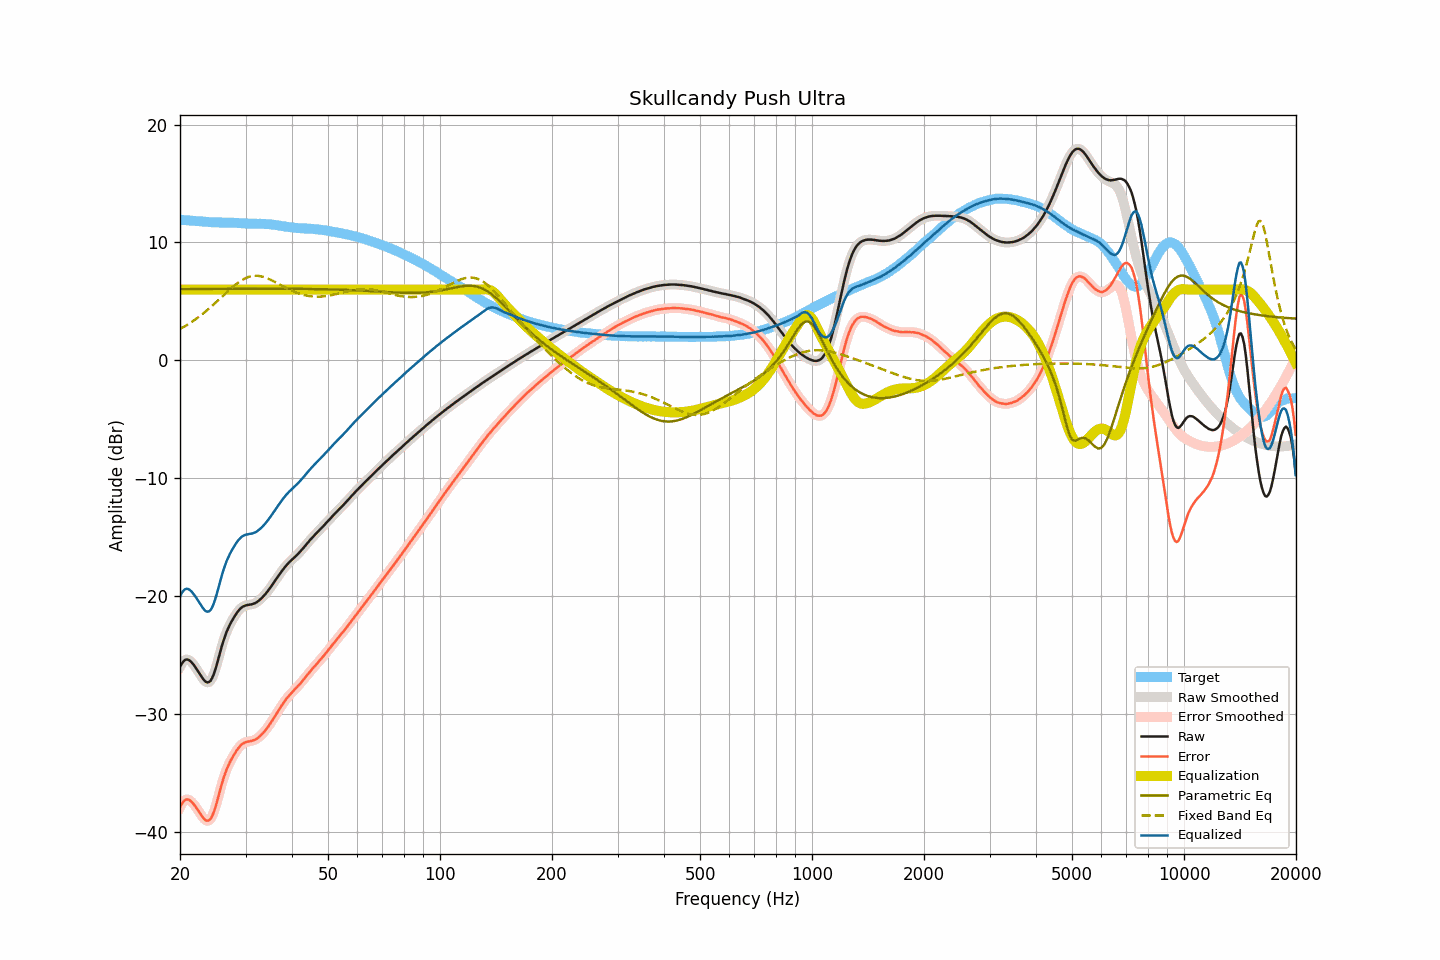 Skullcandy Push Ultra
20
10
0
−10
−20
−30
−40
Amplitude (dBr)
20 50 100 200 500 1000 2000 5000 10000 20000
Frequency (Hz)
Target
Raw Smoothed
Error Smoothed
Raw
Error
Equalization
Parametric Eq
Fixed Band Eq
Equalized